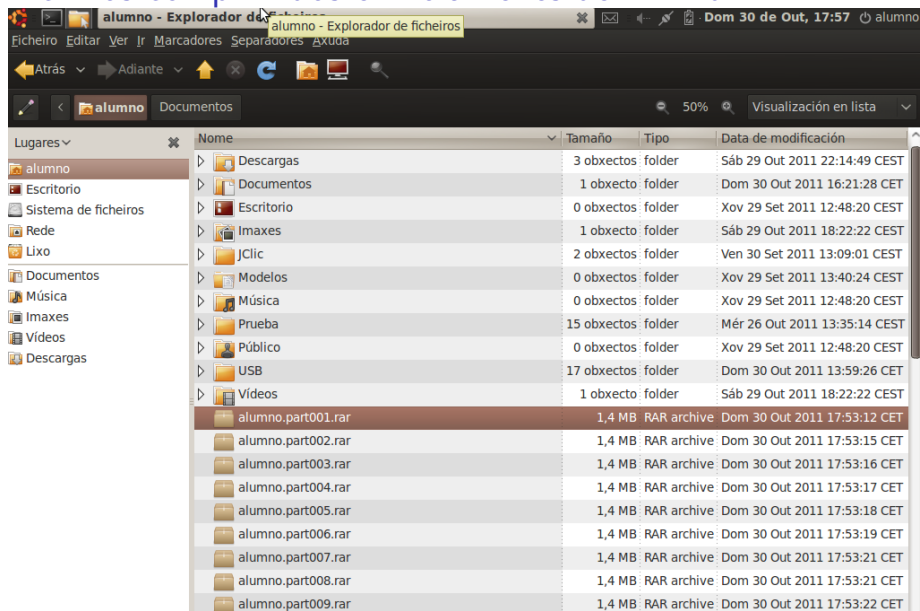 alumno - Explorador de ficheiros Dom 30 de Out, 17:57 alumno
alumno - Explorador de ficheiros
Ficheiro Editar Ver Ir Marcadores Separadores Axuda
Atrás Adiante
alumno Documentos 50% Visualización en lista
Lugares Nome Tamaño Tipo Data de modificación
alumno
Escritorio
Sistema de ficheiros
Rede
Lixo
Documentos
Música
Imaxes
Vídeos
Descargas
Descargas 3 obxectos folder Sáb 29 Out 2011 22:14:49 CEST
Documentos 1 obxecto folder Dom 30 Out 2011 16:21:28 CET
Escritorio 0 obxectos folder Xov 29 Set 2011 12:48:20 CEST
Imaxes 1 obxecto folder Sáb 29 Out 2011 18:22:22 CEST
JClic 2 obxectos folder Ven 30 Set 2011 13:09:01 CEST
Modelos 0 obxectos folder Xov 29 Set 2011 13:40:24 CEST
Música 0 obxectos folder Xov 29 Set 2011 12:48:20 CEST
Prueba 15 obxectos folder Mér 26 Out 2011 13:35:14 CEST
Público 0 obxectos folder Xov 29 Set 2011 12:48:20 CEST
USB 17 obxectos folder Dom 30 Out 2011 13:59:26 CET
Vídeos 1 obxecto folder Sáb 29 Out 2011 18:22:22 CEST
alumno.part001.rar 1,4 MB RAR archive Dom 30 Out 2011 17:53:12 CET
alumno.part002.rar 1,4 MB RAR archive Dom 30 Out 2011 17:53:15 CET
alumno.part003.rar 1,4 MB RAR archive Dom 30 Out 2011 17:53:16 CET
alumno.part004.rar 1,4 MB RAR archive Dom 30 Out 2011 17:53:17 CET
alumno.part005.rar 1,4 MB RAR archive Dom 30 Out 2011 17:53:18 CET
alumno.part006.rar 1,4 MB RAR archive Dom 30 Out 2011 17:53:19 CET
alumno.part007.rar 1,4 MB RAR archive Dom 30 Out 2011 17:53:21 CET
alumno.part008.rar 1,4 MB RAR archive Dom 30 Out 2011 17:53:21 CET
alumno.part009.rar 1,4 MB RAR archive Dom 30 Out 2011 17:53:22 CET